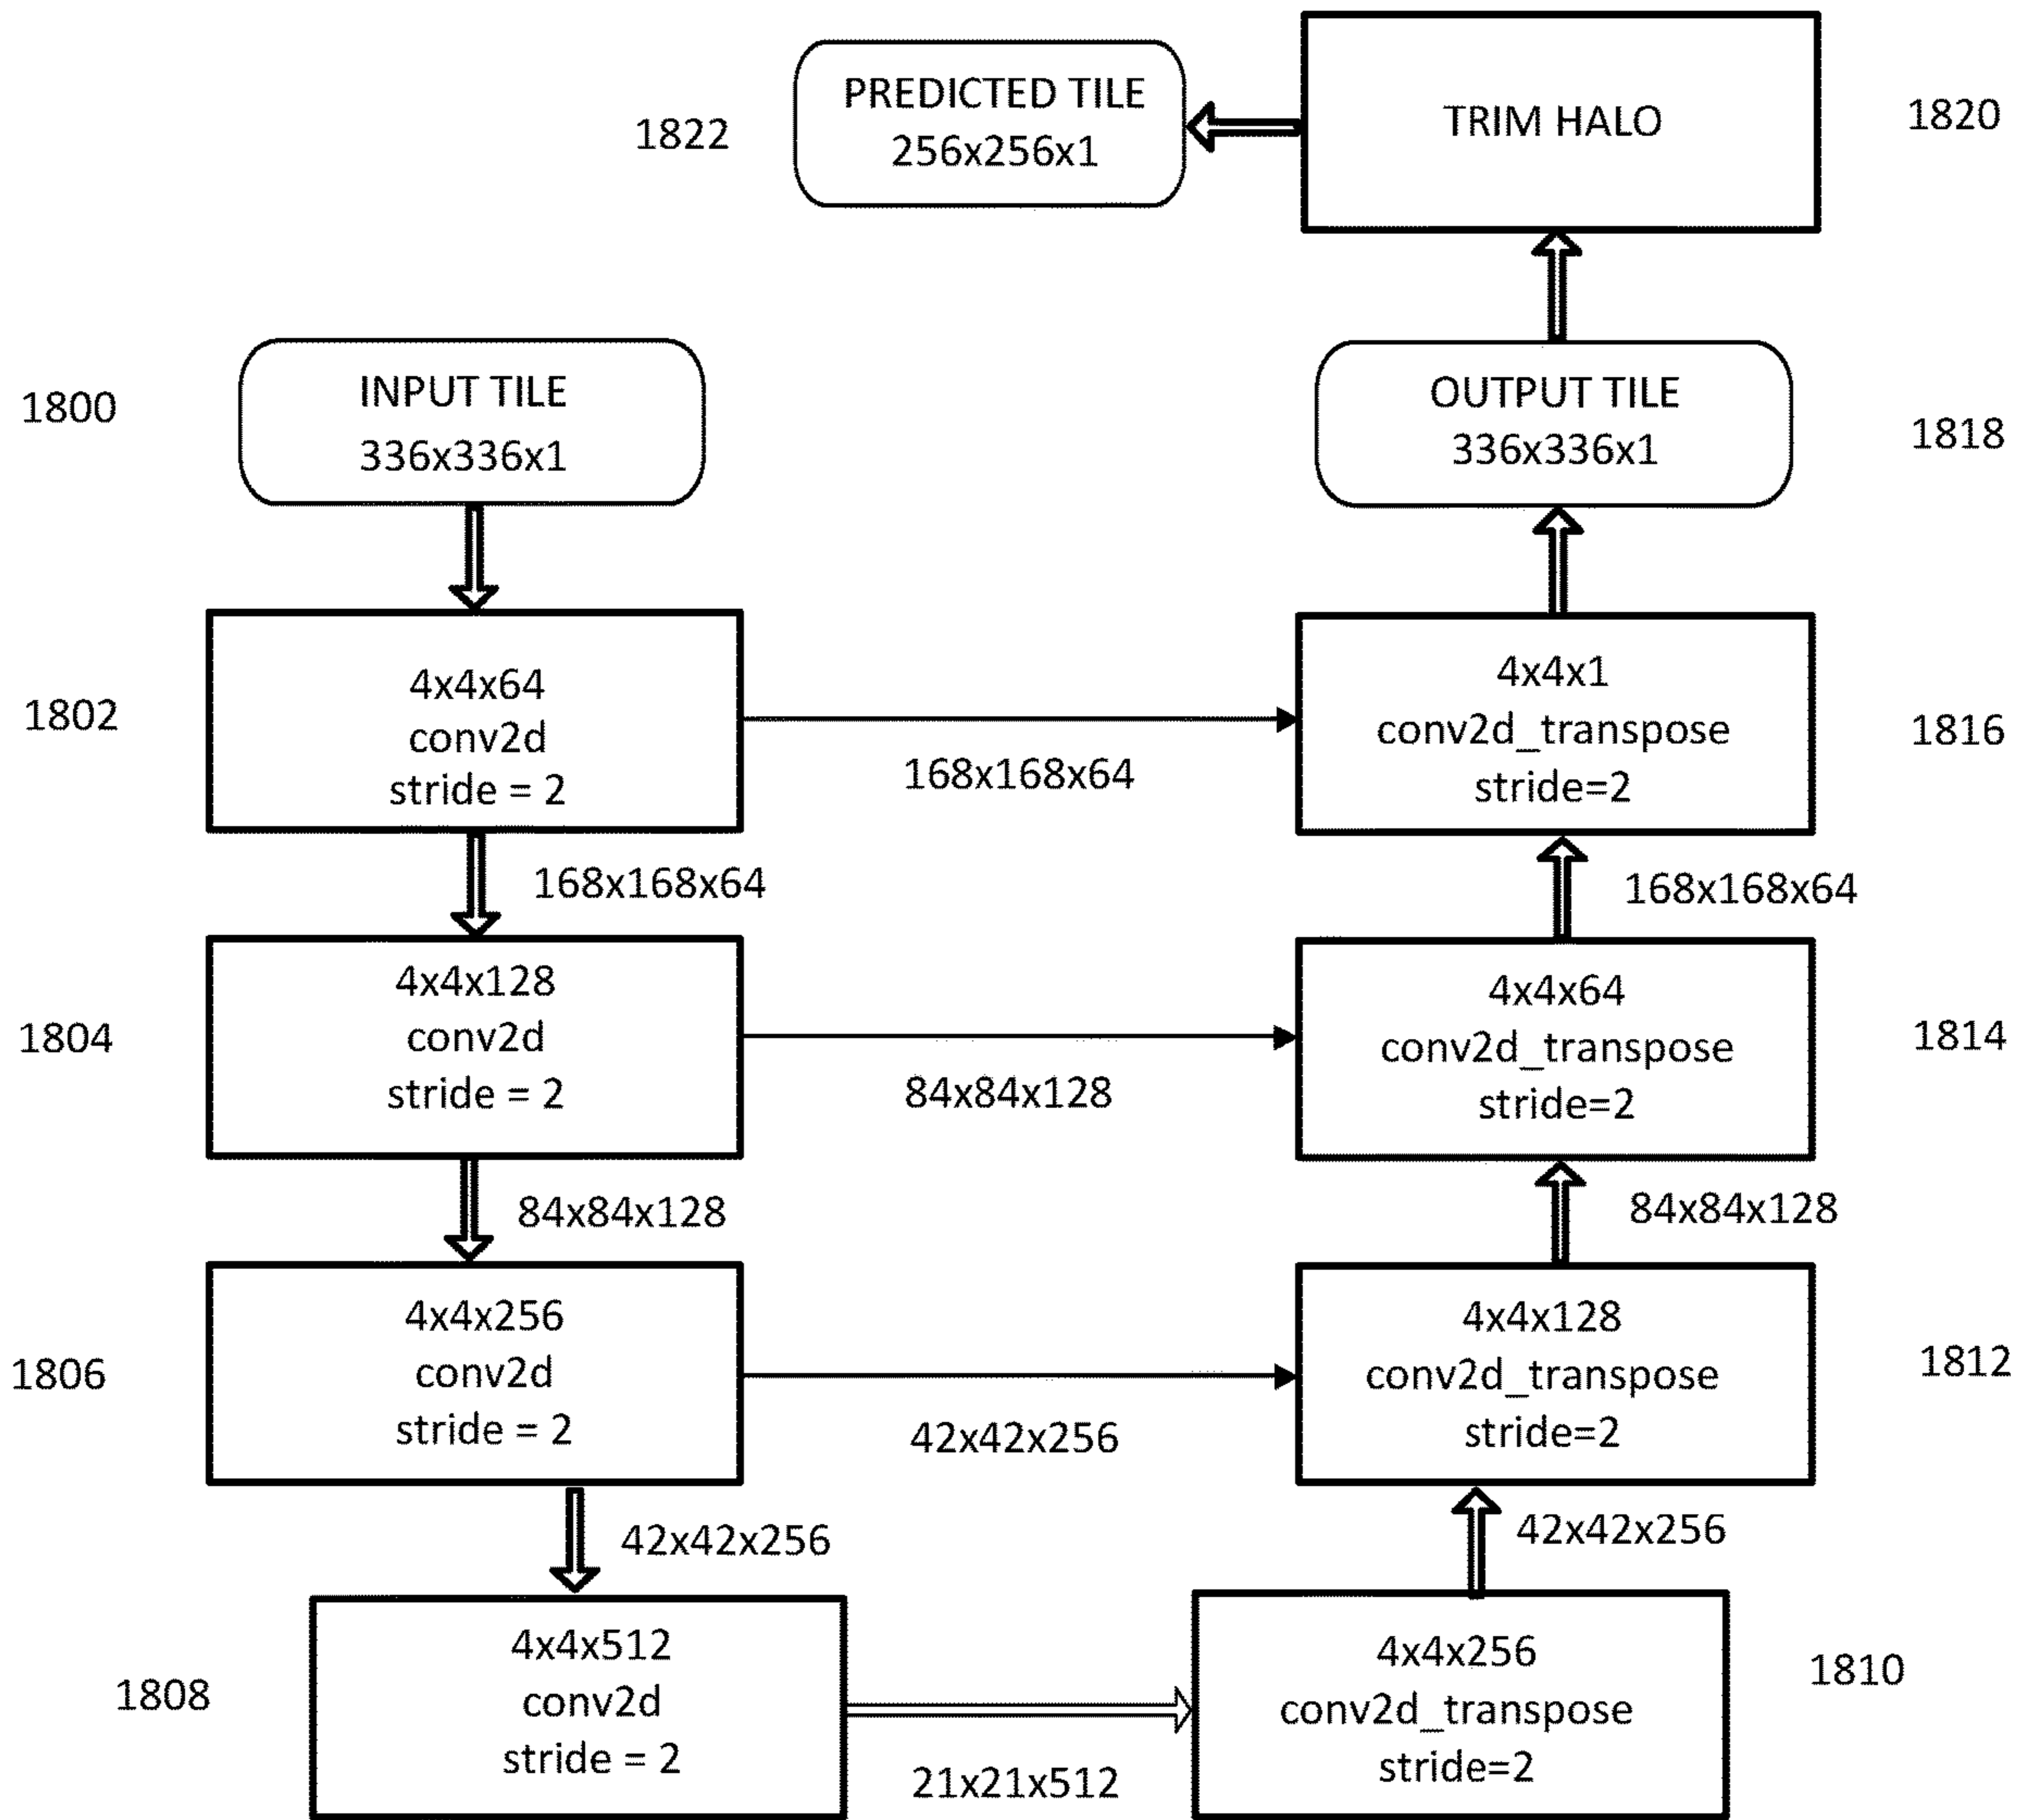 PREDICTED TILE
256x256x1
1822
TRIM HALO
1820
1800
INPUT TILE
336x336x1
OUTPUT TILE
336x336x1
1818
1802
4x4x64
conv2d
stride = 2
168x168x64
4x4x1
conv2d_transpose
stride=2
1816
168x168x64
168x168x64
1804
4x4x128
conv2d
stride = 2
84x84x128
4x4x64
conv2d_transpose
stride=2
1814
84x84x128
84x84x128
1806
4x4x256
conv2d
stride = 2
42x42x256
4x4x128
conv2d_transpose
stride=2
1812
42x42x256
42x42x256
1808
4x4x512
conv2d
stride = 2
21x21x512
4x4x256
conv2d_transpose
stride=2
1810